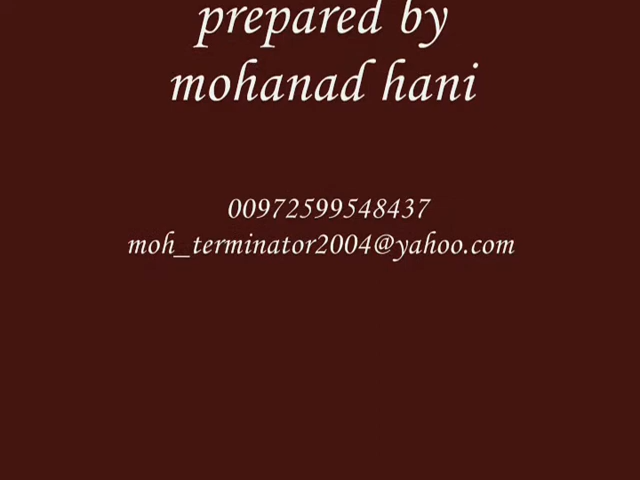 prepared by
mohanad hani
00972599548437
moh_terminator2004@yahoo.com